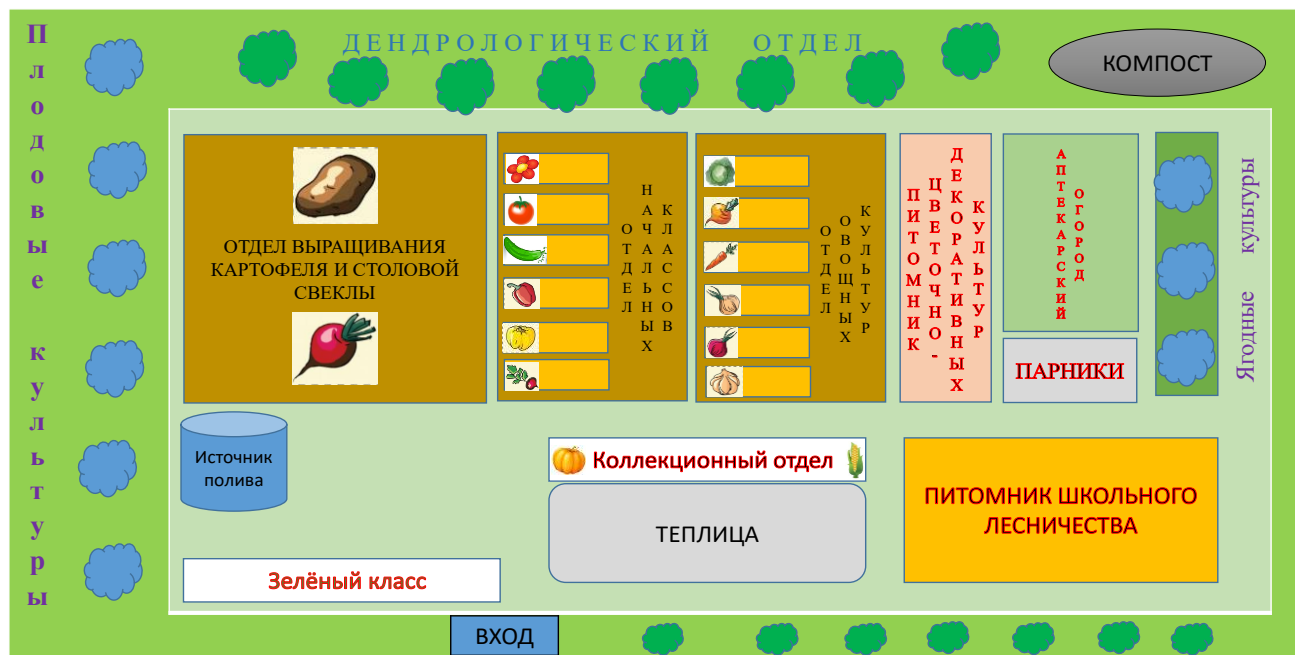 Плодовые культуры
ДЕНДРОЛОГИЧЕСКИЙ ОТДЕЛ
КОМПОСТ
ОТДЕЛ ВЫРАЩИВАНИЯ
КАРТОФЕЛЯ И СТОЛОВОЙ
СВЕКЛЫ
ОТДЕЛ
НАЧАЛЬНЫХ
КЛАССОВ
ОТДЕЛ
ОВОЩНЫХ
КУЛЬТУР
ПИТОМНИК
ЦВЕТОЧНО-
ДЕКОРАТИВНЫХ
КУЛЬТУР
АПТЕКАРСКИЙ
ОГОРОД
ПАРНИКИ
Ягодные культуры
Источник
полива
Коллекционный отдел
ТЕПЛИЦА
ПИТОМНИК ШКОЛЬНОГО
ЛЕСНИЧЕСТВА
Зелёный класс
ВХОД